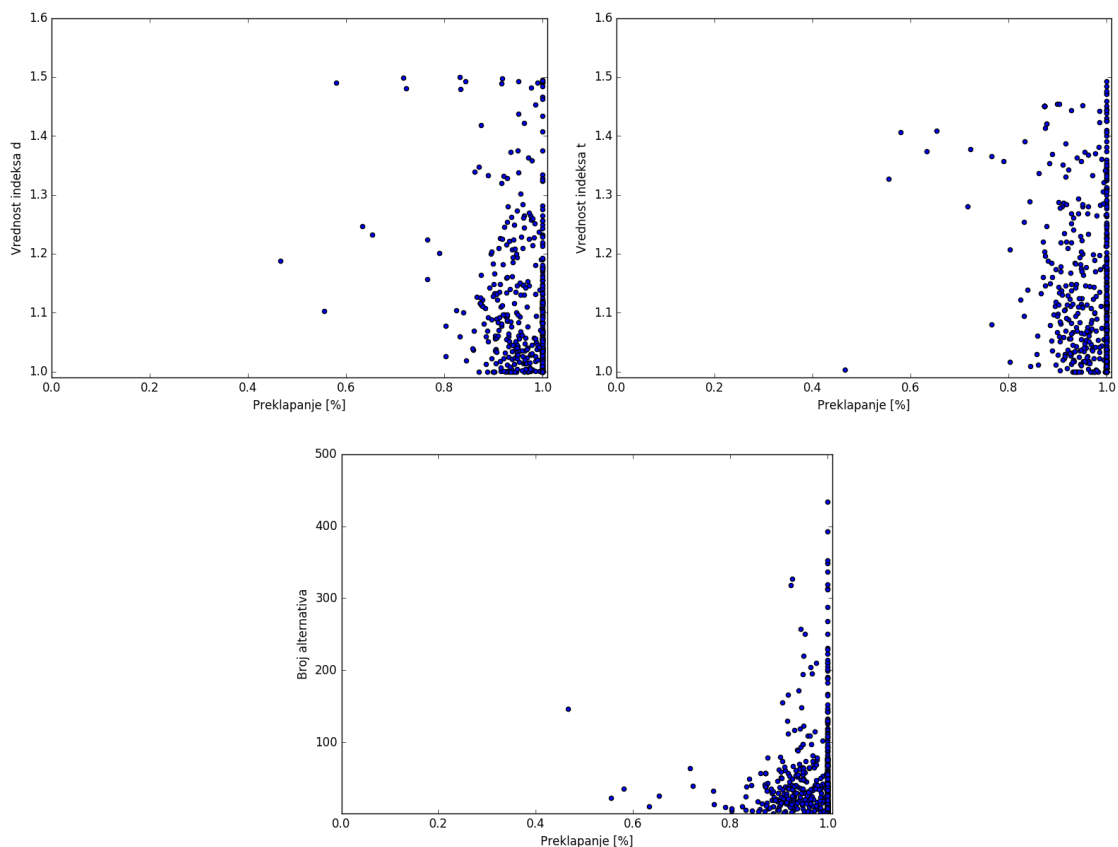 1.6
1.5
1.4
1.3
1.2
1.1
1.0
Vrednost indeksa d
0.0 0.2 0.4 0.6 0.8 1.0
Preklapanje [%]
1.6
1.5
1.4
1.3
1.2
1.1
1.0
Vrednost indeksa t
0.0 0.2 0.4 0.6 0.8 1.0
Preklapanje [%]
500
400
300
200
100
Broj alternativa
0.0 0.2 0.4 0.6 0.8 1.0
Preklapanje [%]